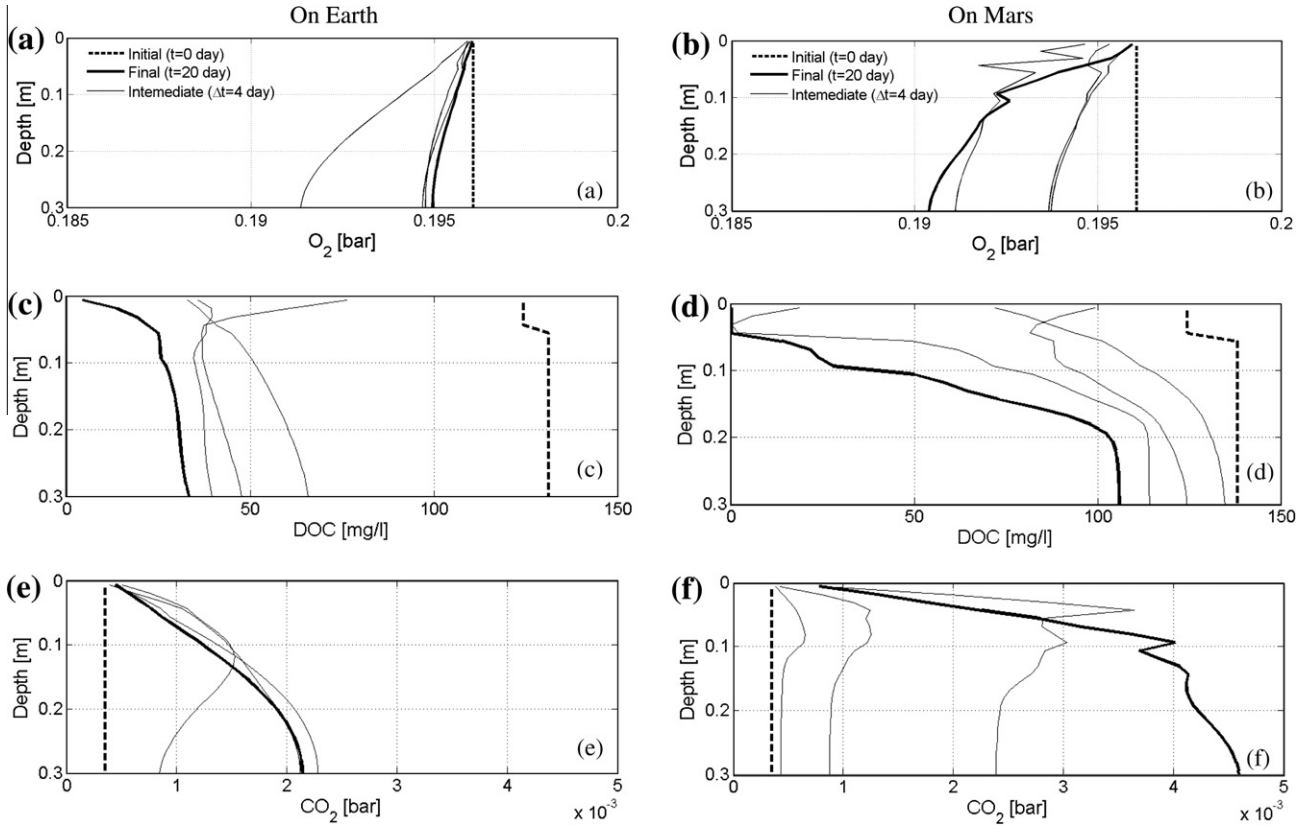 On Earth
On Mars
(a)
0
0.1
0.2
0.3
Depth [m]
Initial (t=0 day)
Final (t=20 day)
Intemediate (Δt=4 day)
(a)
0.185
0.19
0.195
0.2
O2 [bar]
(b)
0
0.1
0.2
0.3
Depth [m]
Initial (t=0 day)
Final (t=20 day)
Intemediate (Δt=4 day)
(b)
0.185
0.19
0.195
0.2
O2 [bar]
(c)
0
0.1
0.2
0.3
Depth [m]
(c)
0
50
100
150
DOC [mg/l]
(d)
0
0.1
0.2
0.3
Depth [m]
(d)
0
50
100
150
DOC [mg/l]
(e)
0
0.1
0.2
0.3
Depth [m]
(e)
0
1
2
3
4
5
CO2 [bar]
x 10-3
(f)
0
0.1
0.2
0.3
Depth [m]
(f)
0
1
2
3
4
5
CO2 [bar]
x 10-3